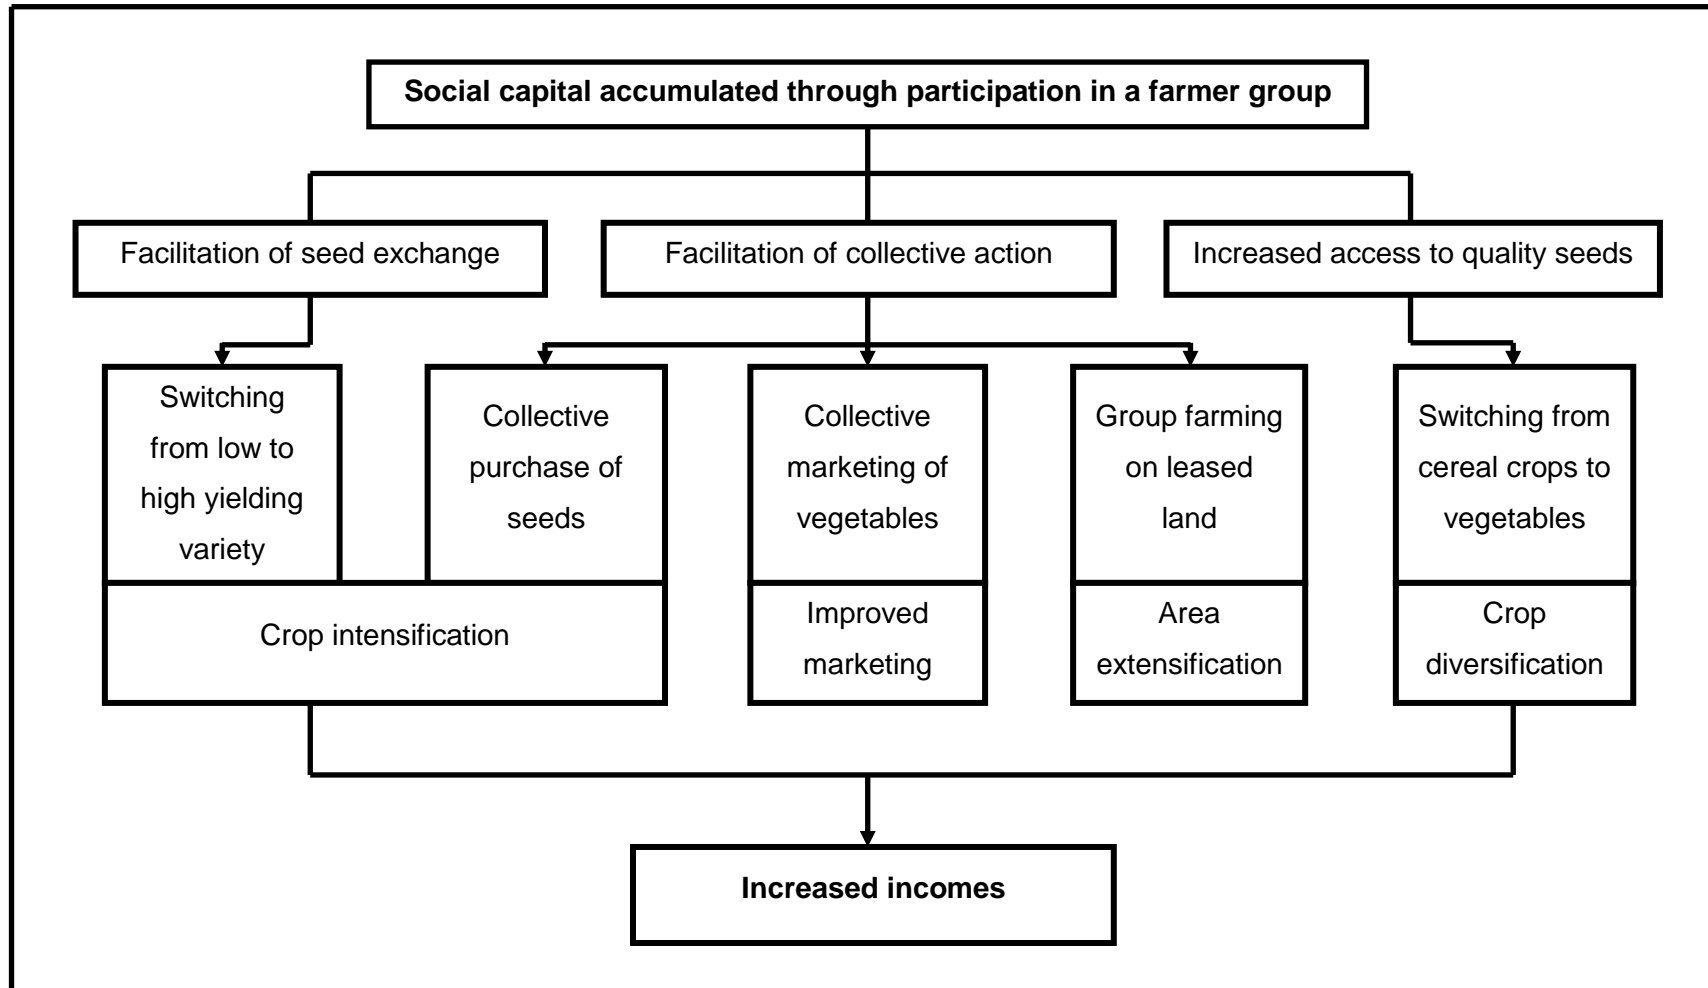 Social capital accumulated through participation in a farmer group
Facilitation of seed exchange
Facilitation of collective action
Increased access to quality seeds
Switching
from low to
high yielding
variety
Collective
purchase of
seeds
Collective
marketing of
vegetables
Group farming
on leased
land
Switching from
cereal crops to
vegetables
Crop intensification
Improved
marketing
Area
extensification
Crop
diversification
Increased incomes